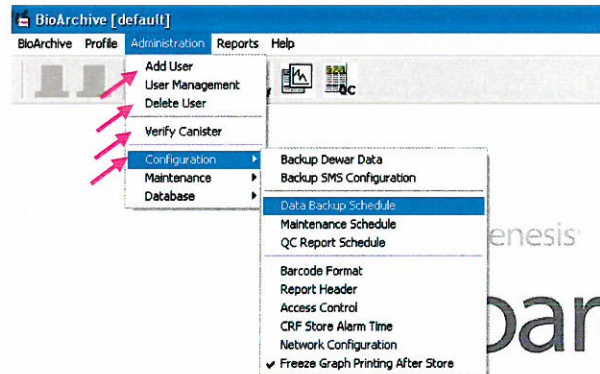 BioArchive [default]
BioArchive Profile Administration Reports Help
Add User
User Management
Delete User
Verify Canister
Configuration
Maintenance
Database
QC
Backup Dewar Data
Backup SMS Configuration
Data Backup Schedule
Maintenance Schedule
QC Report Schedule
Barcode Format
Report Header
Access Control
CRF Store Alarm Time
Network Configuration
Freeze Graph Printing After Store
enesis
oar